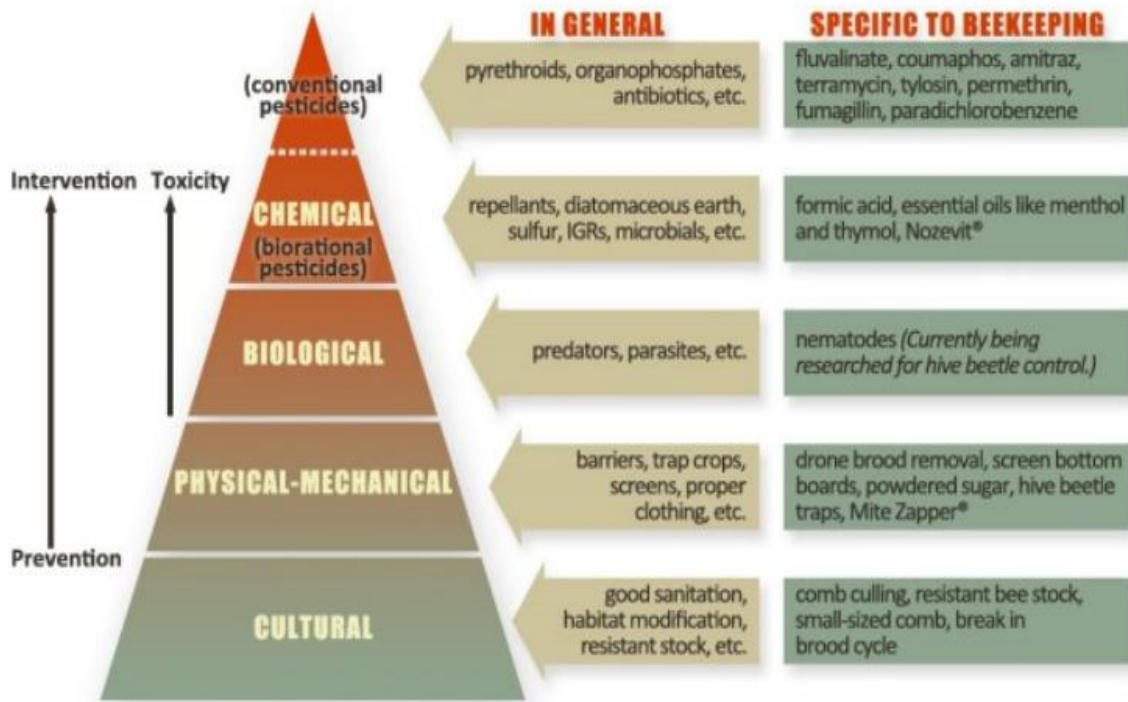 IN GENERAL
SPECIFIC TO BEEKEEPING
(conventional
pesticides)
pyrethroids, organophosphates,
antibiotics, etc.
fluvalinate, coumaphos, amitraz,
terramycin, tylosin, permethrin,
fumagillin, paradichlorobenzene
Intervention
Toxicity
CHEMICAL
(biorational
pesticides)
repellants, diatomaceous earth,
sulfur, IGRs, microbials, etc.
formic acid, essential oils like menthol
and thymol, Nozevit®
BIOLOGICAL
predators, parasites, etc.
nematodes (Currently being
researched for hive beetle control.)
PHYSICAL-MECHANICAL
barriers, trap crops,
screens, proper
clothing, etc.
drone brood removal, screen bottom
boards, powdered sugar, hive beetle
traps, Mite Zapper®
Prevention
CULTURAL
good sanitation,
habitat modification,
resistant stock, etc.
comb culling, resistant bee stock,
small-sized comb, break in
brood cycle